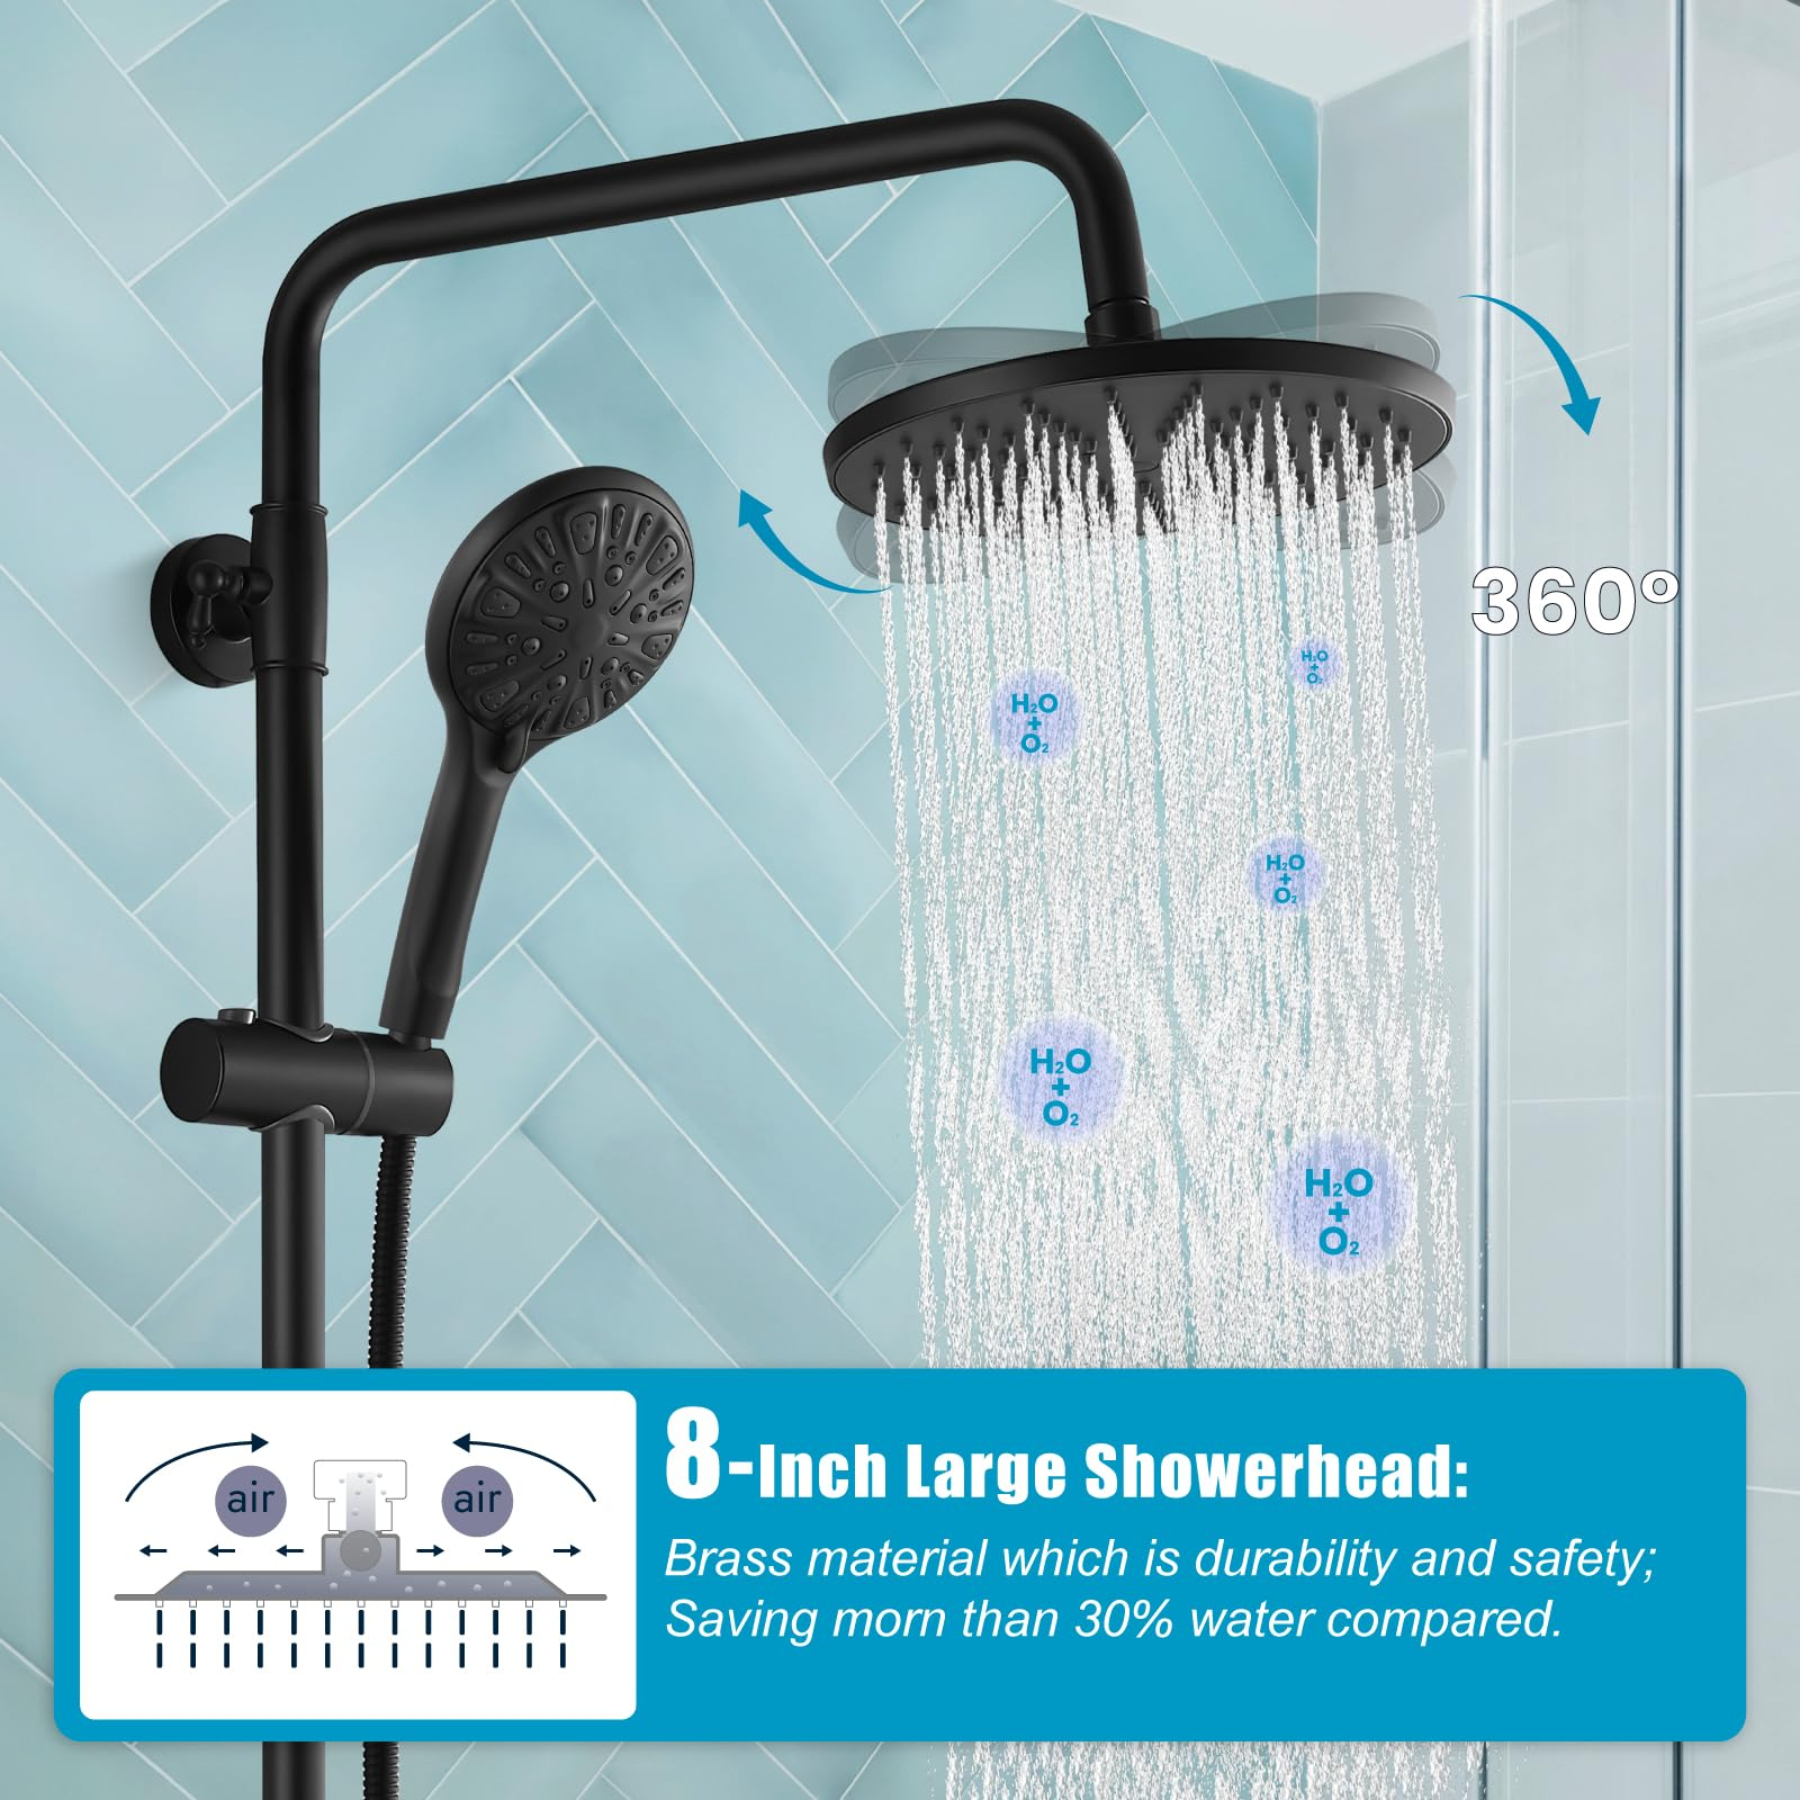 360°
H₂O
+
O₂
H₂O
+
O₂
H₂O
+
O₂
H₂O
+
O₂
H₂O
+
O₂
air
air
8-Inch Large Showerhead:
Brass material which is durability and safety;
Saving morn than 30% water compared.